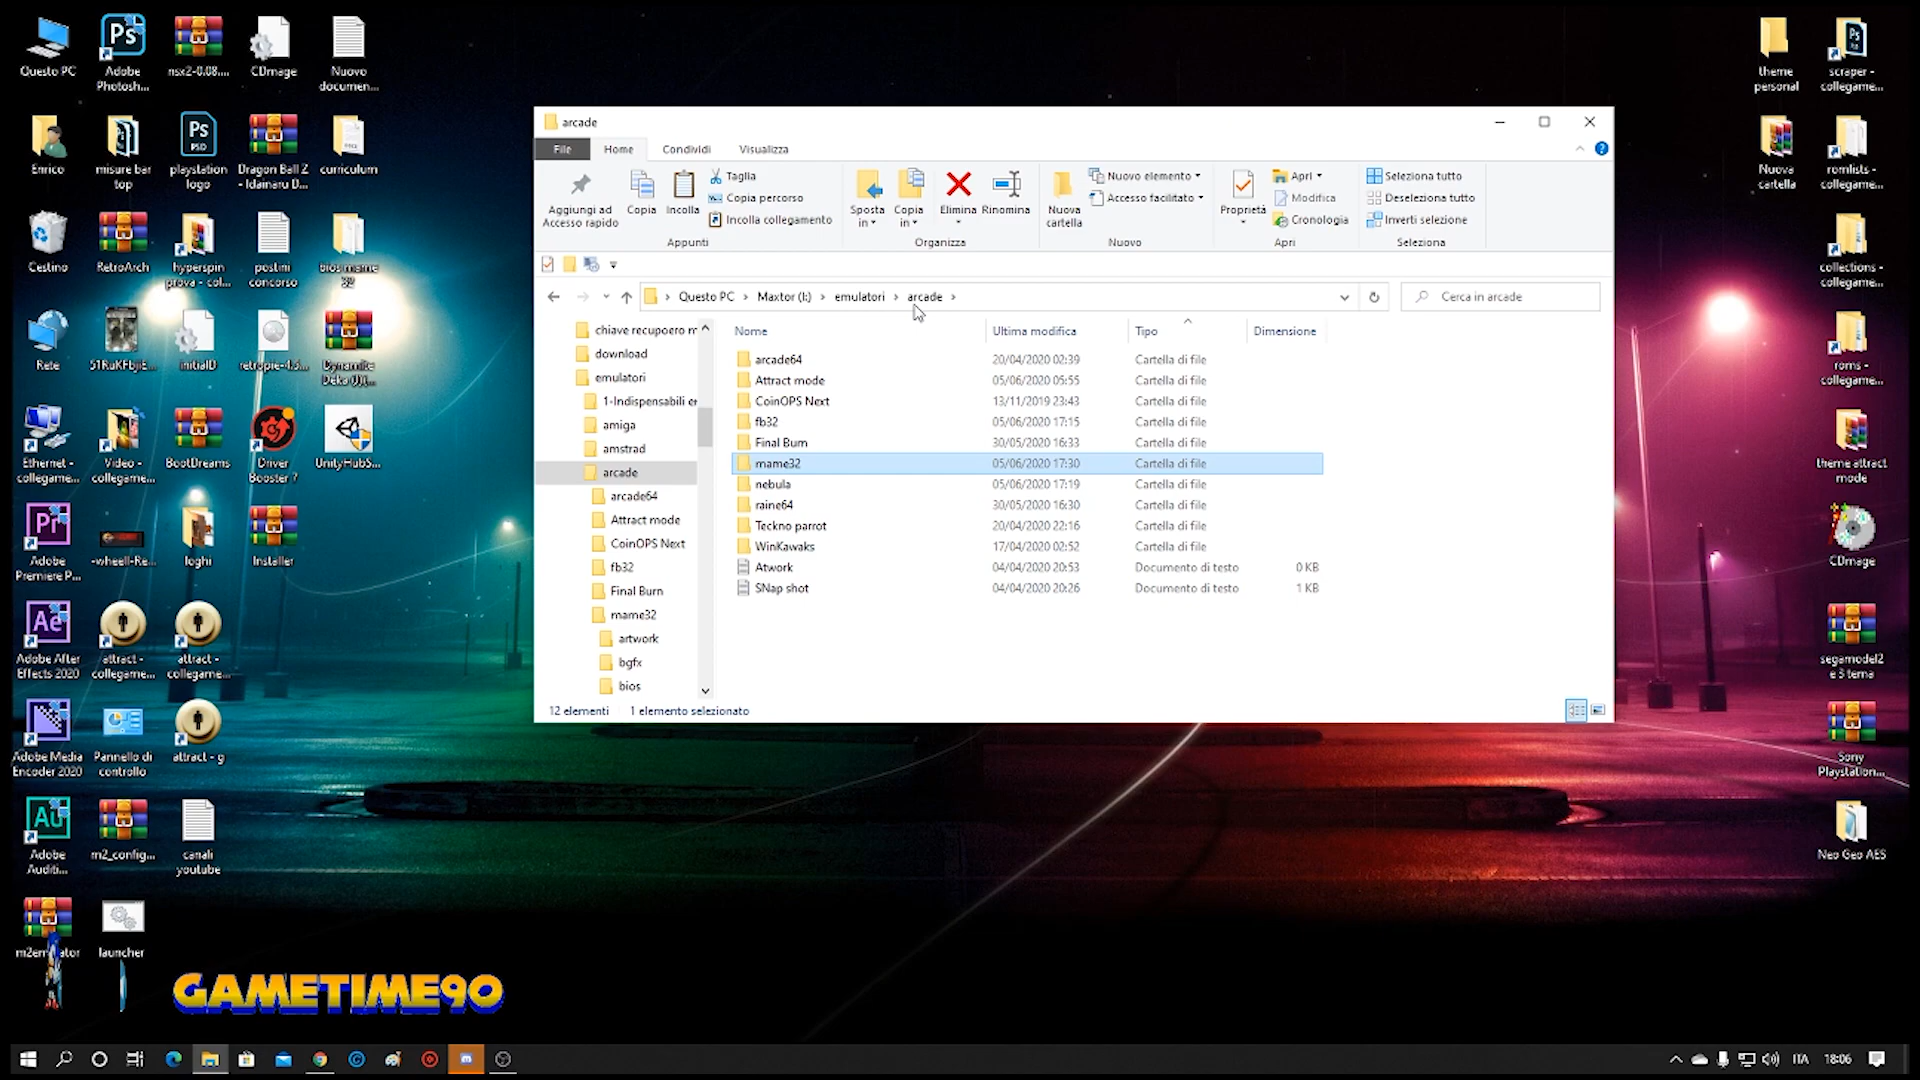 Questo PC
Adobe Photosh...
nsx2-0.08....
CDmage
Nuovo documen...
Enrico
misure bar top
playstation logo
Dragon Ball Z - Idainaru D...
curriculum
Cestino
RetroArch
hyperspin prova - col...
postini concorso
bios mame 32
Rete
51RuKFbjiE...
initialD
retropie-4.5...
Dynamite Deka (J)(...
Ethernet - collegame...
Video - collegame...
BootDreams
Driver Booster 7
UnityHubS...
Adobe Premiere P...
-wheell-Re...
loghi
Installer
Adobe After Effects 2020
attract - collegame...
attract - collegame...
Adobe Media Encoder 2020
Pannello di controllo
attract - g
Adobe Auditi...
m2_config...
canali youtube
launcher
GAMETIME90
arcade
File
Home
Condividi
Visualizza
Aggiungi ad Accesso rapido
Copia
Incolla
Taglia
Copia percorso
Incolla collegamento
Appunti
Sposta in
Copia in
Elimina
Rinomina
Organizza
Nuova cartella
Nuovo elemento
Accesso facilitato
Nuovo
Proprietà
Apri
Modifica
Cronologia
Apri
Seleziona tutto
Deseleziona tutto
Inverti selezione
Seleziona
Questo PC > Maxtor (I:) > emulatori > arcade >
Cerca in arcade
chiave recupoero m
download
emulatori
1-Indispensabili er
amiga
amstrad
arcade
arcade64
Attract mode
CoinOPS Next
fb32
Final Burn
mame32
artwork
bgfx
bios
Nome Ultima modifica Tipo Dimensione
arcade64 20/04/2020 02:39 Cartella di file
Attract mode 05/06/2020 05:55 Cartella di file
CoinOPS Next 13/11/2019 23:43 Cartella di file
fb32 05/06/2020 17:15 Cartella di file
Final Burn 30/05/2020 16:33 Cartella di file
mame32 05/06/2020 17:30 Cartella di file
nebula 05/06/2020 17:19 Cartella di file
raine64 30/05/2020 16:30 Cartella di file
Teckno parrot 20/04/2020 22:16 Cartella di file
WinKawaks 17/04/2020 02:52 Cartella di file
Atwork 04/04/2020 20:53 Documento di testo 0 KB
SNap shot 04/04/2020 20:26 Documento di testo 1 KB
12 elementi 1 elemento selezionato
theme personal
scraper - collegame...
Nuova cartella
romlists - collegame...
collections - collegame...
roms - collegame...
theme attract mode
CDmage
segamodel2 e 3 tema
Sony Playstation...
Neo Geo AES
ITA
18:06